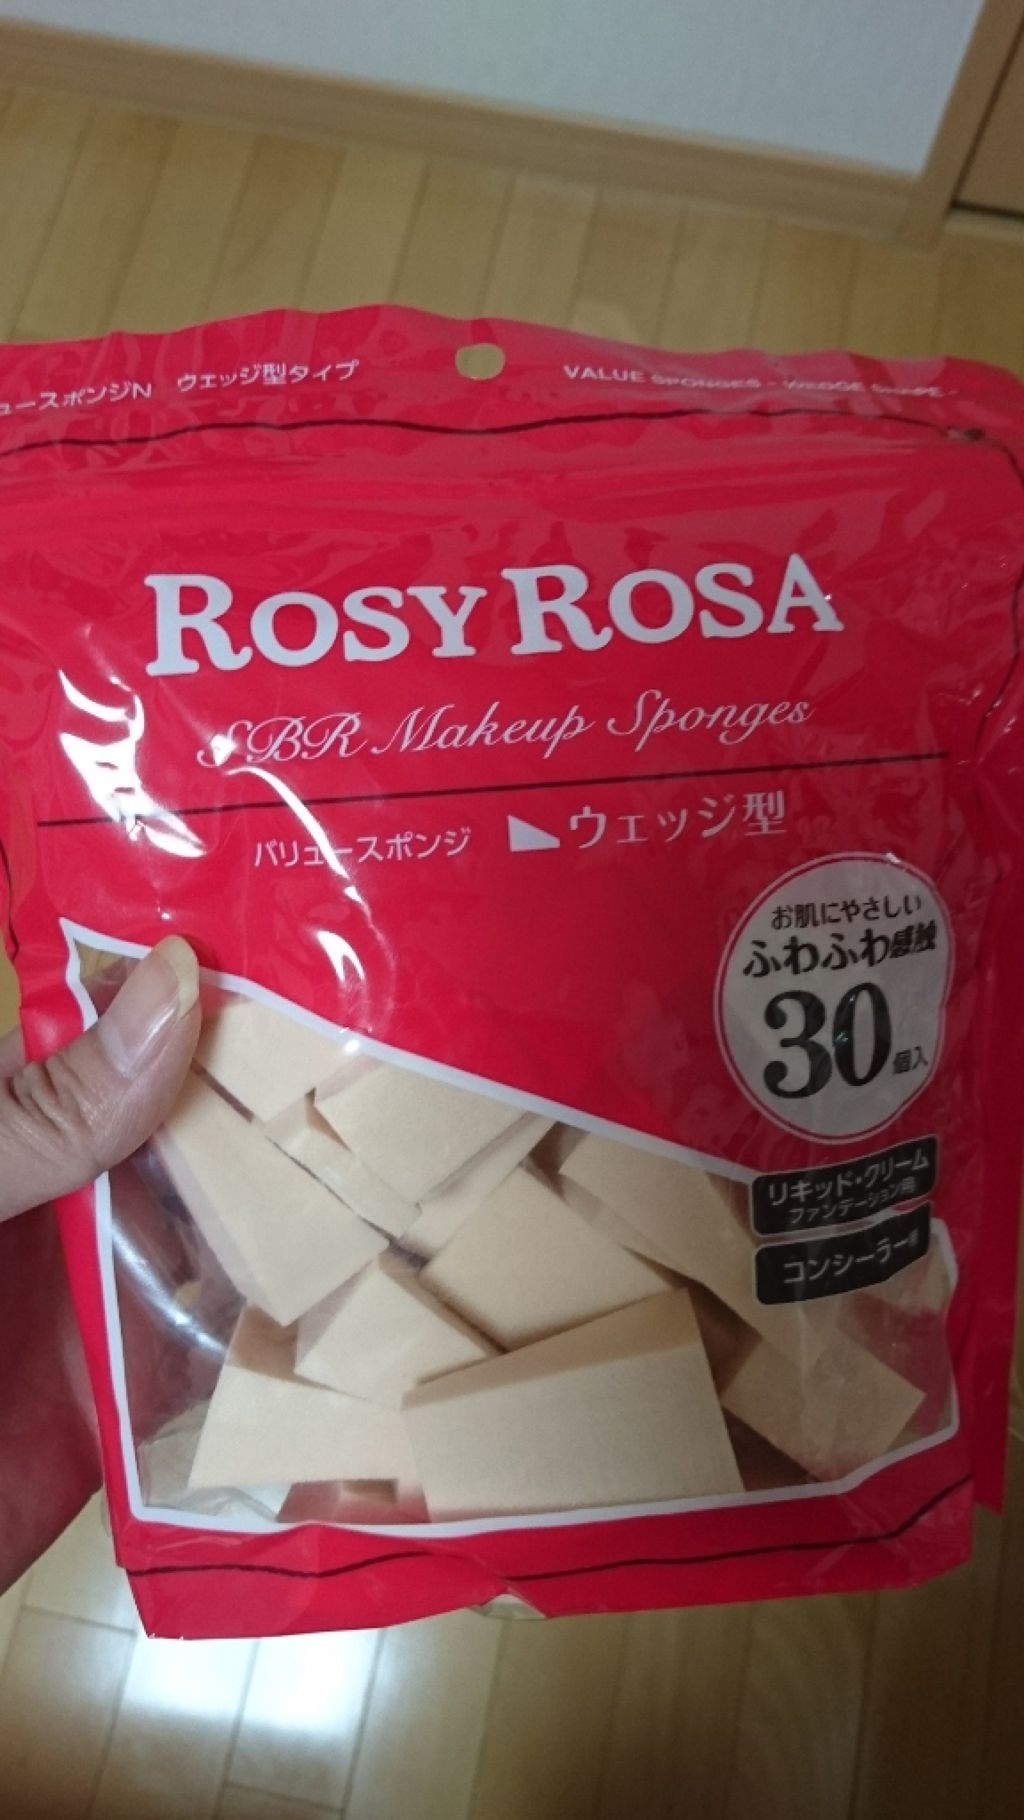 ュースポンジN ウェッジ型タイプ
VALUE SPONGES - WEDGE SHAPE -
ROSY ROSA
SBR Makeup Sponges
バリュースポンジ ウェッジ型
お肌にやさしい
ふわふわ感触
30個入
リキッド・クリーム
ファンデーション用
コンシーラー用